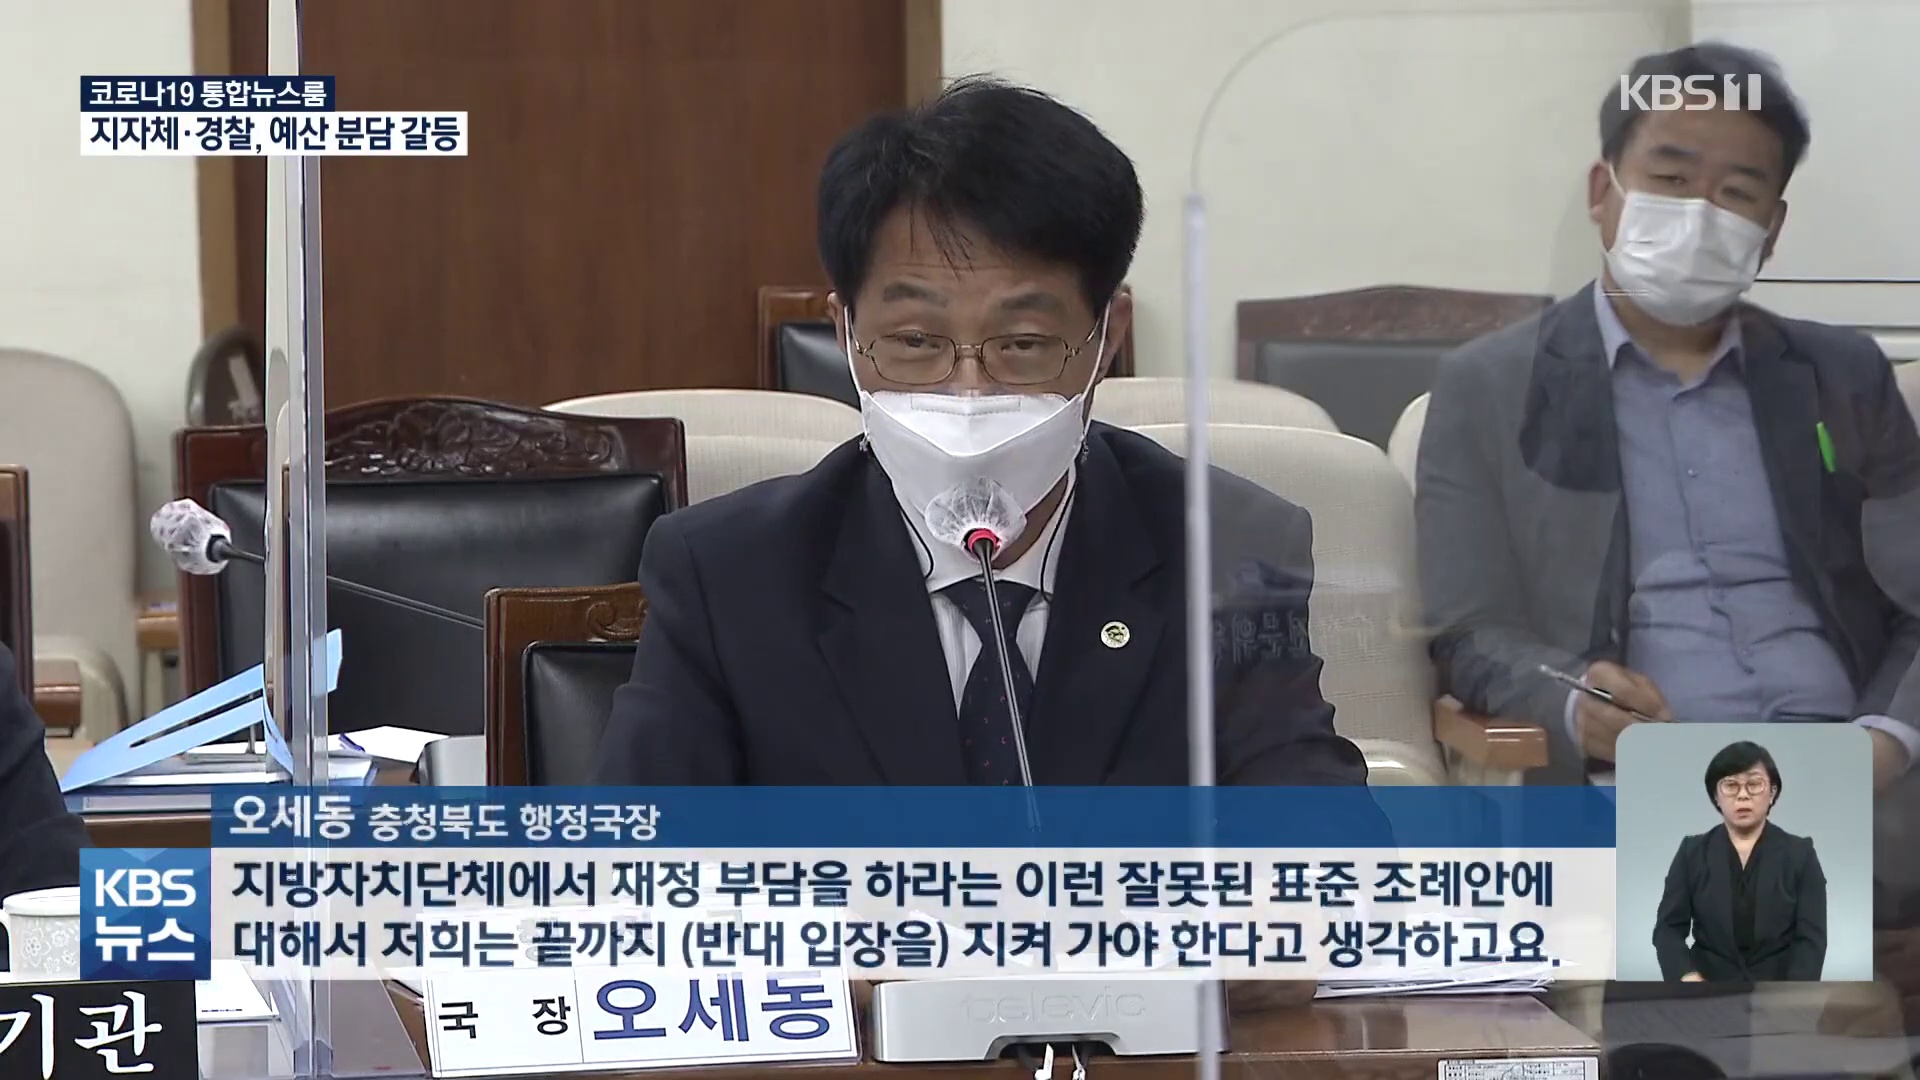 코로나19 통합뉴스룸
지자체·경찰, 예산 분담 갈등
KBS 1
오세동 충청북도 행정국장
KBS
뉴스
지방자치단체에서 재정 부담을 하라는 이런 잘못된 표준 조례안에
대해서 저희는 끝까지 (반대 입장을) 지켜 가야 한다고 생각하고요.
국 장 오세동
televic
기관